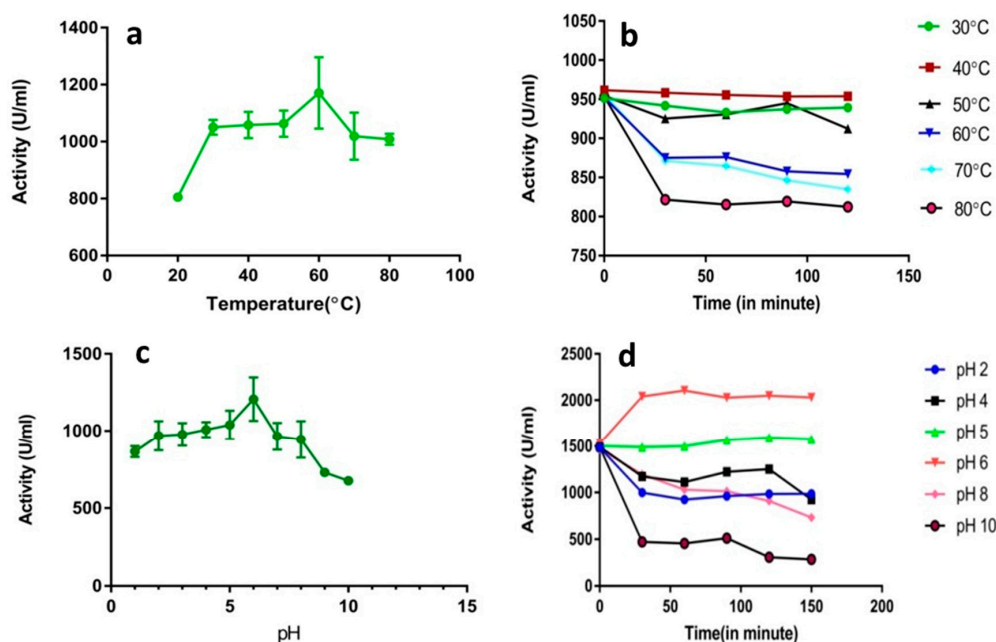 a
1400
1200
1000
800
600
Activity (U/ml)
0 20 40 60 80 100
Temperature(°C)
b
1050
1000
950
900
850
800
750
Activity (U/ml)
0 50 100 150
Time (in minute)
30°C
40°C
50°C
60°C
70°C
80°C
c
1500
1000
500
0
Activity (U/ml)
0 5 10 15
pH
d
2500
2000
1500
1000
500
0
Activity (U/ml)
0 50 100 150 200
Time(in minute)
pH 2
pH 4
pH 5
pH 6
pH 8
pH 10